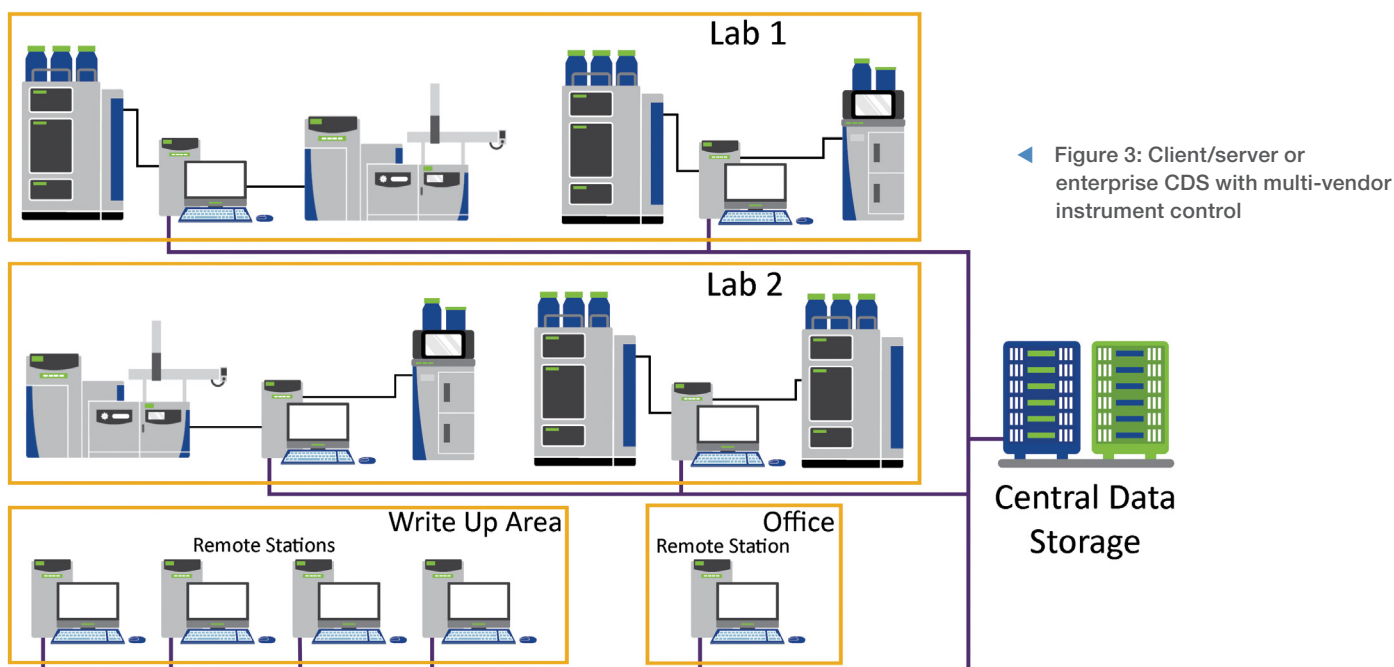 Lab 1
Figure 3: Client/server or
enterprise CDS with multi-vendor
instrument control
Lab 2
Central Data
Storage
Write Up Area
Remote Stations
Office
Remote Station